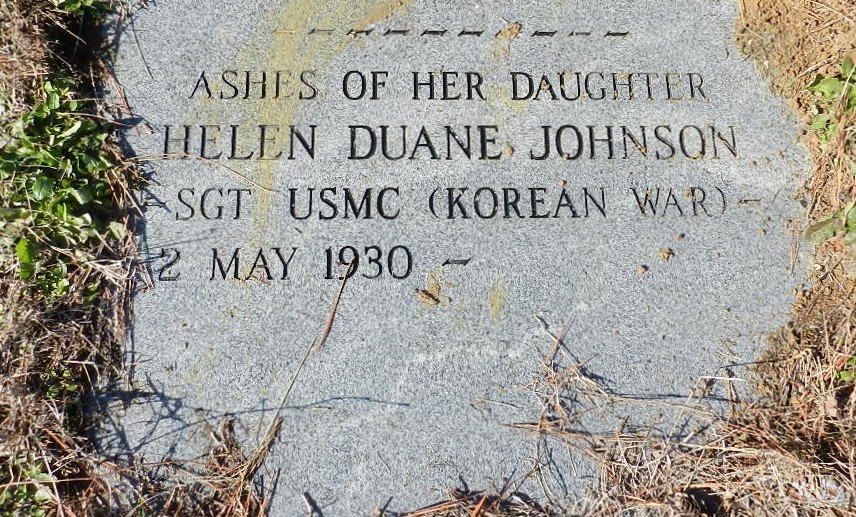 - - - - - - - - - -
ASHES OF HER DAUGHTER
HELEN DUANE JOHNSON
-SGT USMC (KOREAN WAR)-
2 MAY 1930 -